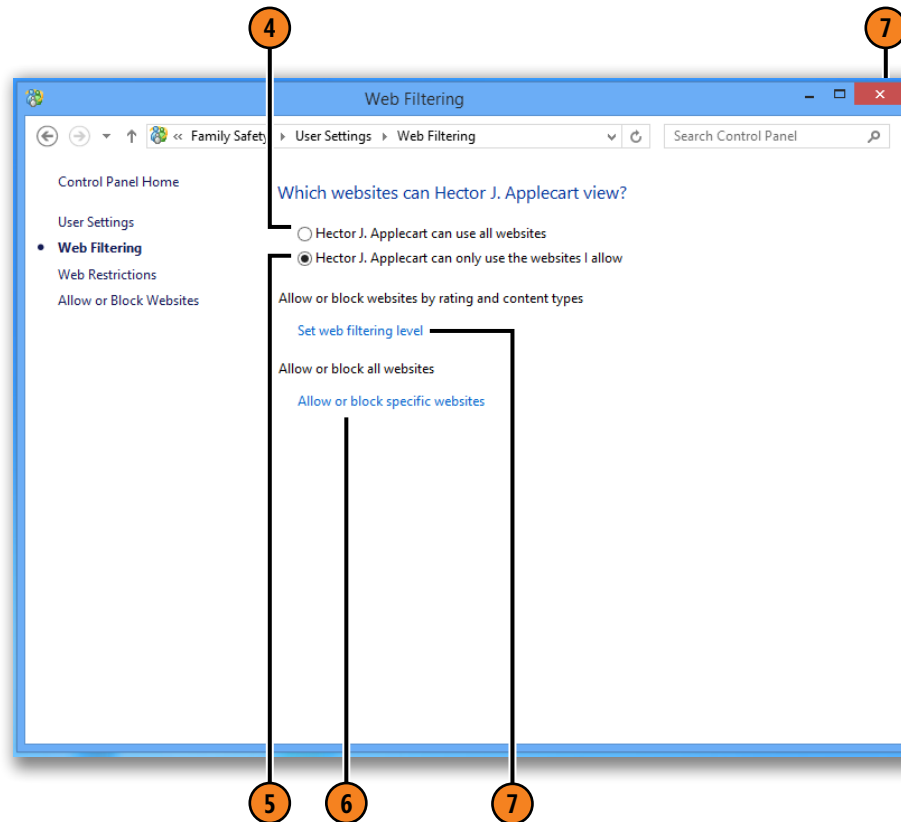 4
7
Web Filtering
« Family Safety ▸ User Settings ▸ Web Filtering
Search Control Panel
Control Panel Home
User Settings
• Web Filtering
Web Restrictions
Allow or Block Websites
Which websites can Hector J. Applecart view?
Hector J. Applecart can use all websites
Hector J. Applecart can only use the websites I allow
Allow or block websites by rating and content types
Set web filtering level
Allow or block all websites
Allow or block specific websites
5
6
7